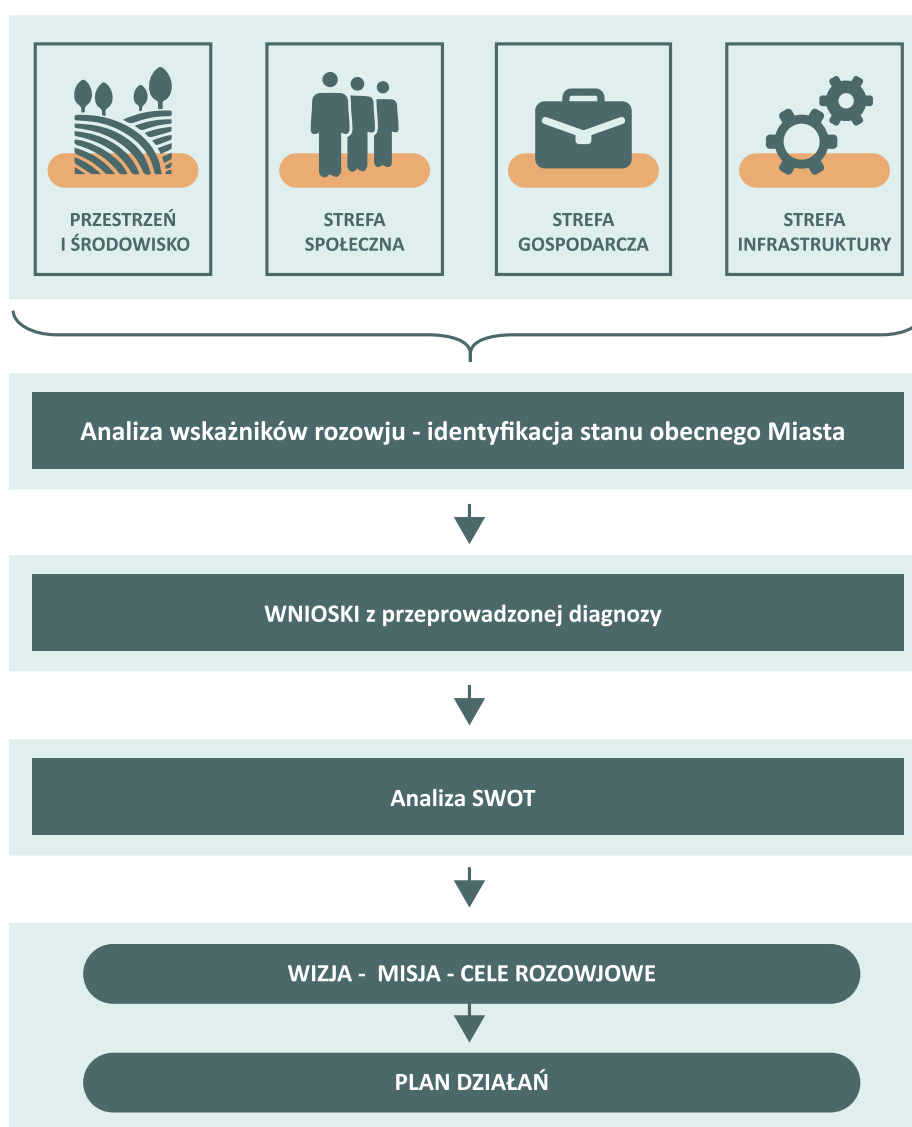 PRZESTRZEŃ
I ŚRODOWISKO
STREFA
SPOŁECZNA
STREFA
GOSPODARCZA
STREFA
INFRASTRUKTURY
Analiza wskażników rozowju - identyfikacja stanu obecnego Miasta
WNIOSKI z przeprowadzonej diagnozy
Analiza SWOT
WIZJA - MISJA - CELE ROZOWJOWE
PLAN DZIAŁAŃ